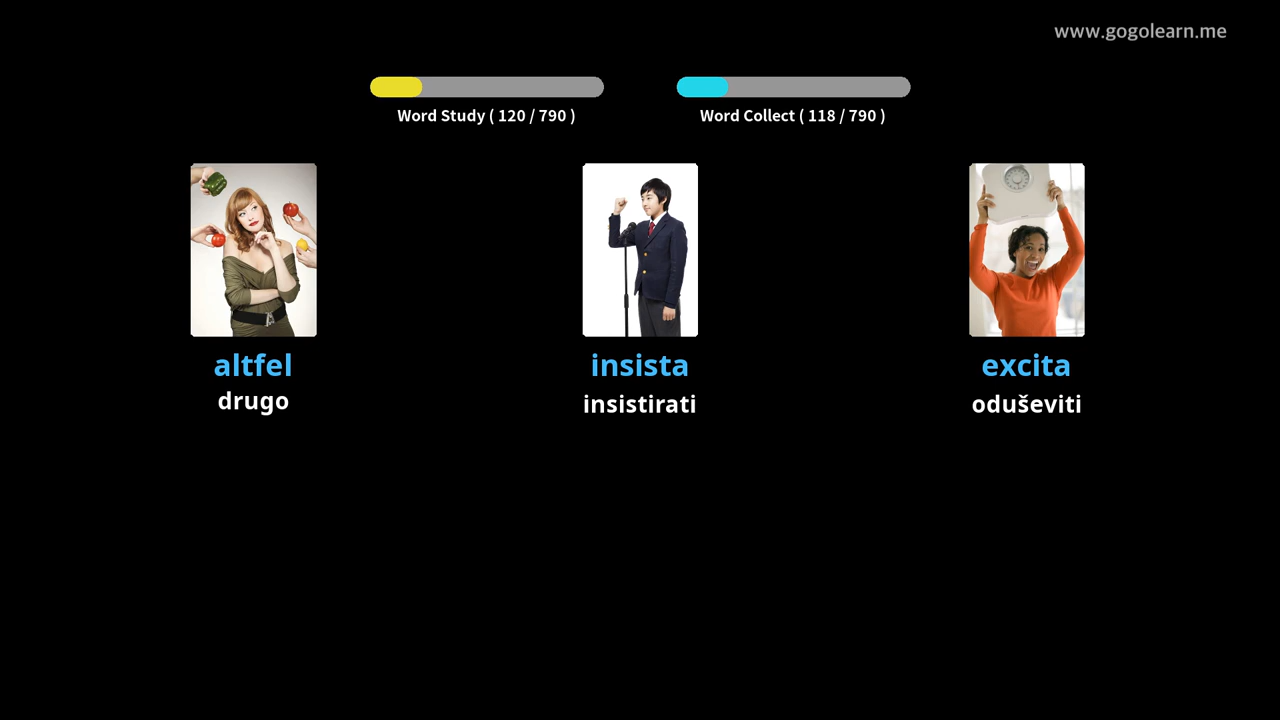 www.gogolearn.me
Word Study ( 120 / 790 )
Word Collect ( 118 / 790 )
altfel
drugo
insista
insistirati
excita
oduševiti